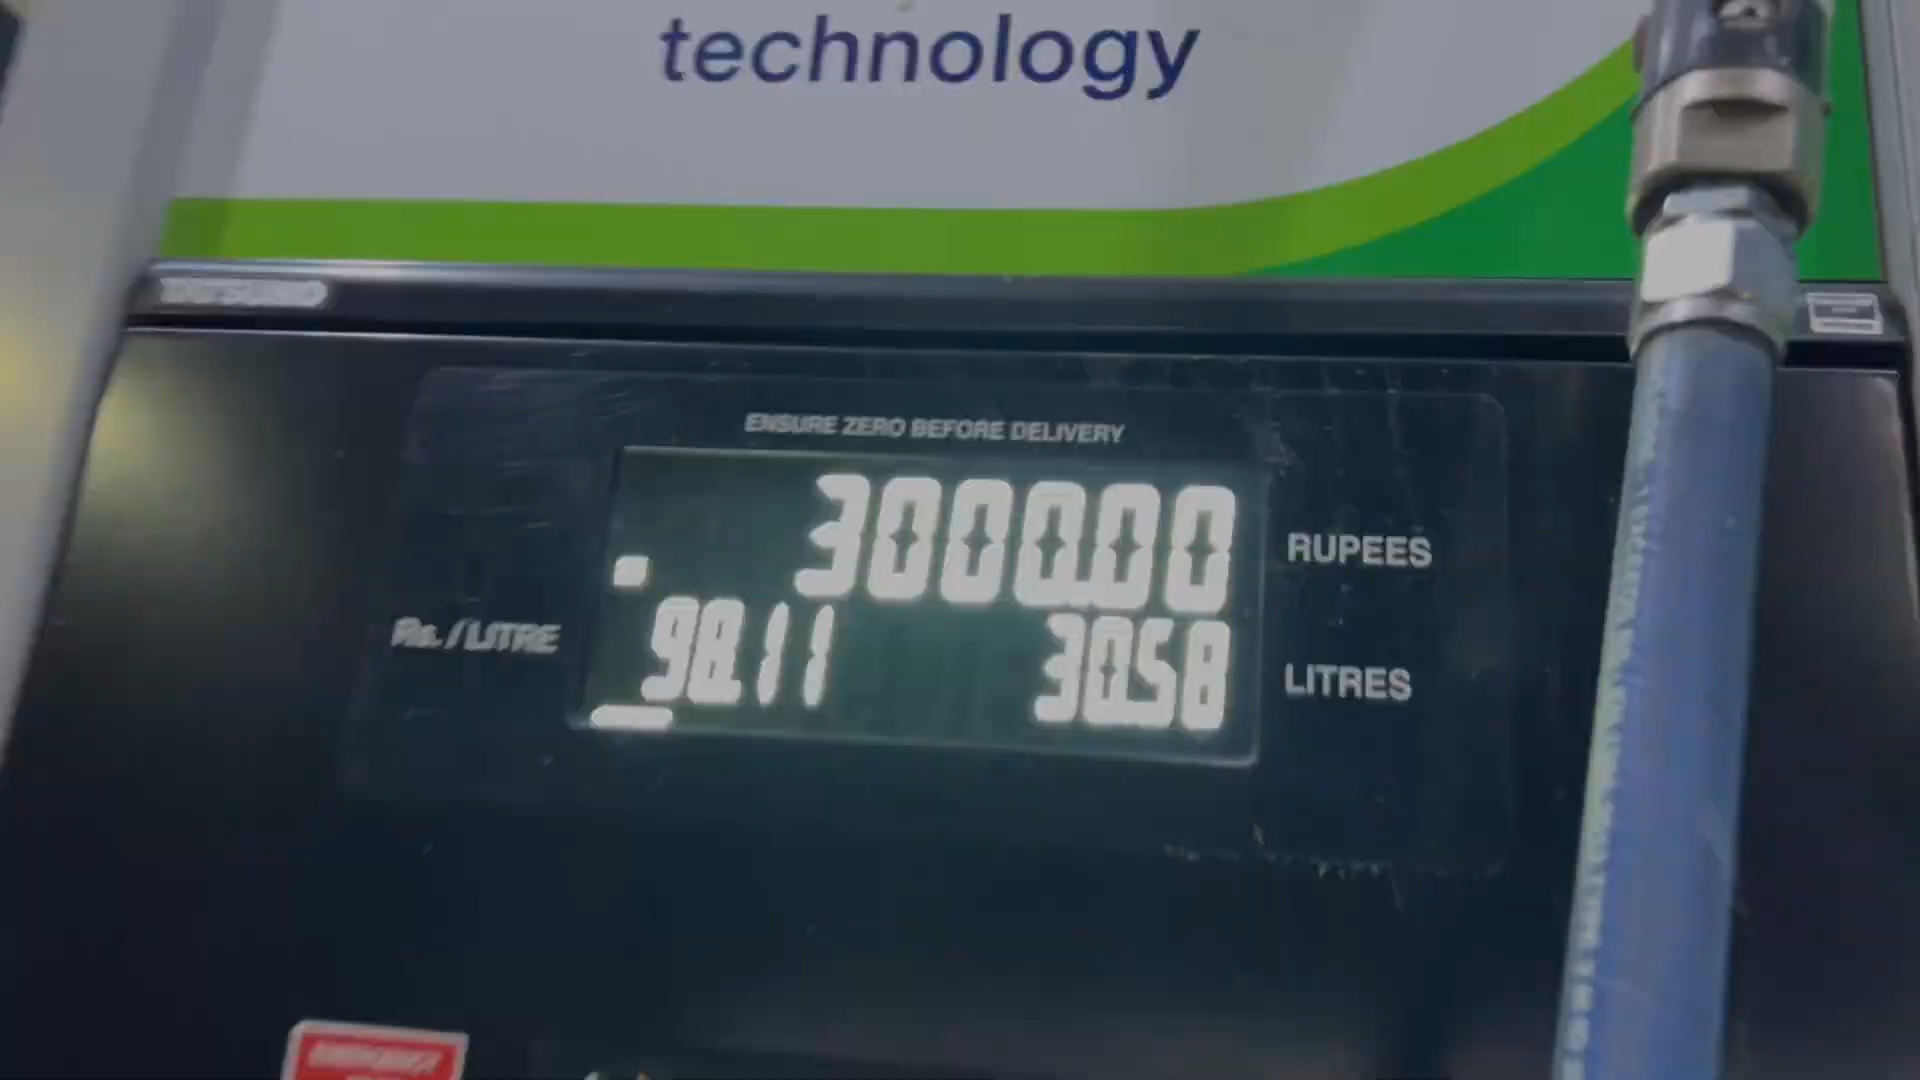 technology
ENSURE ZERO BEFORE DELIVERY
3000.00 RUPEES
Rs. / LITRE 98.11 30.58 LITRES